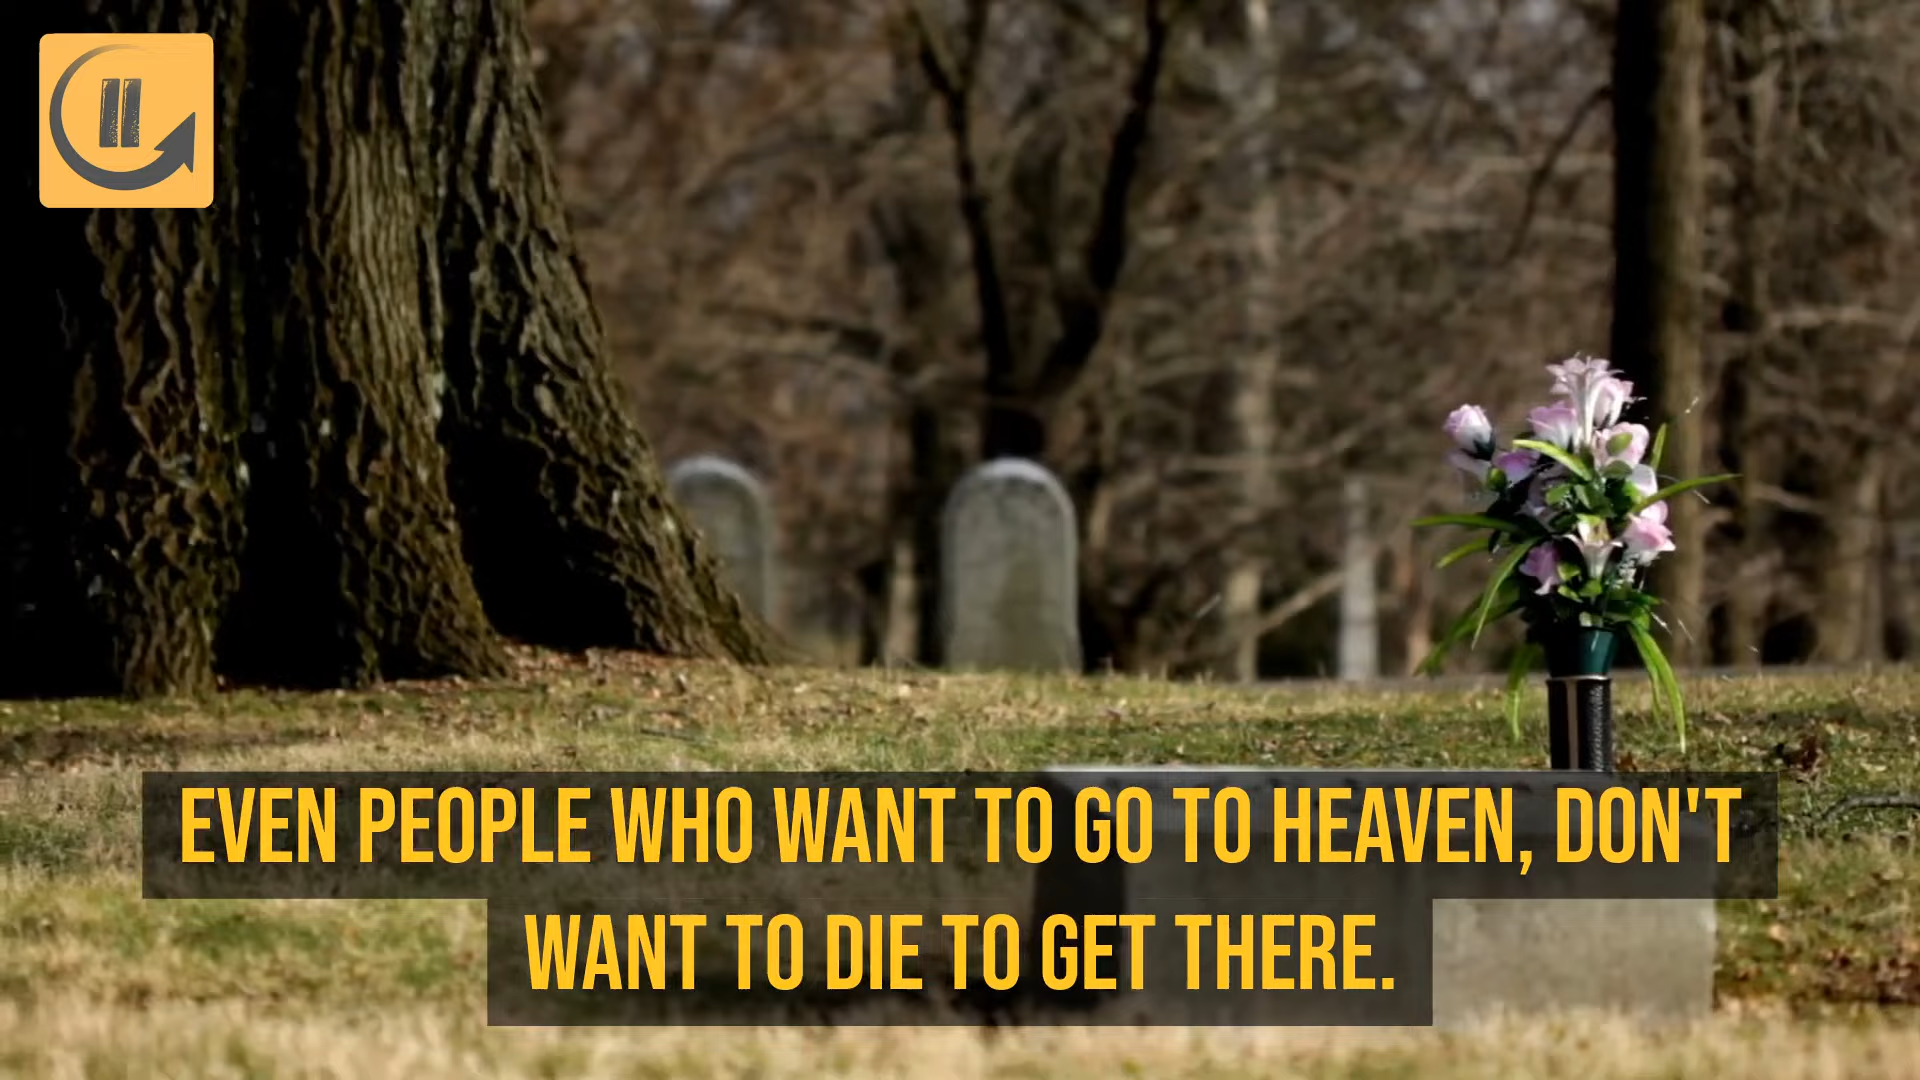 EVEN PEOPLE WHO WANT TO GO TO HEAVEN, DON'T
WANT TO DIE TO GET THERE.